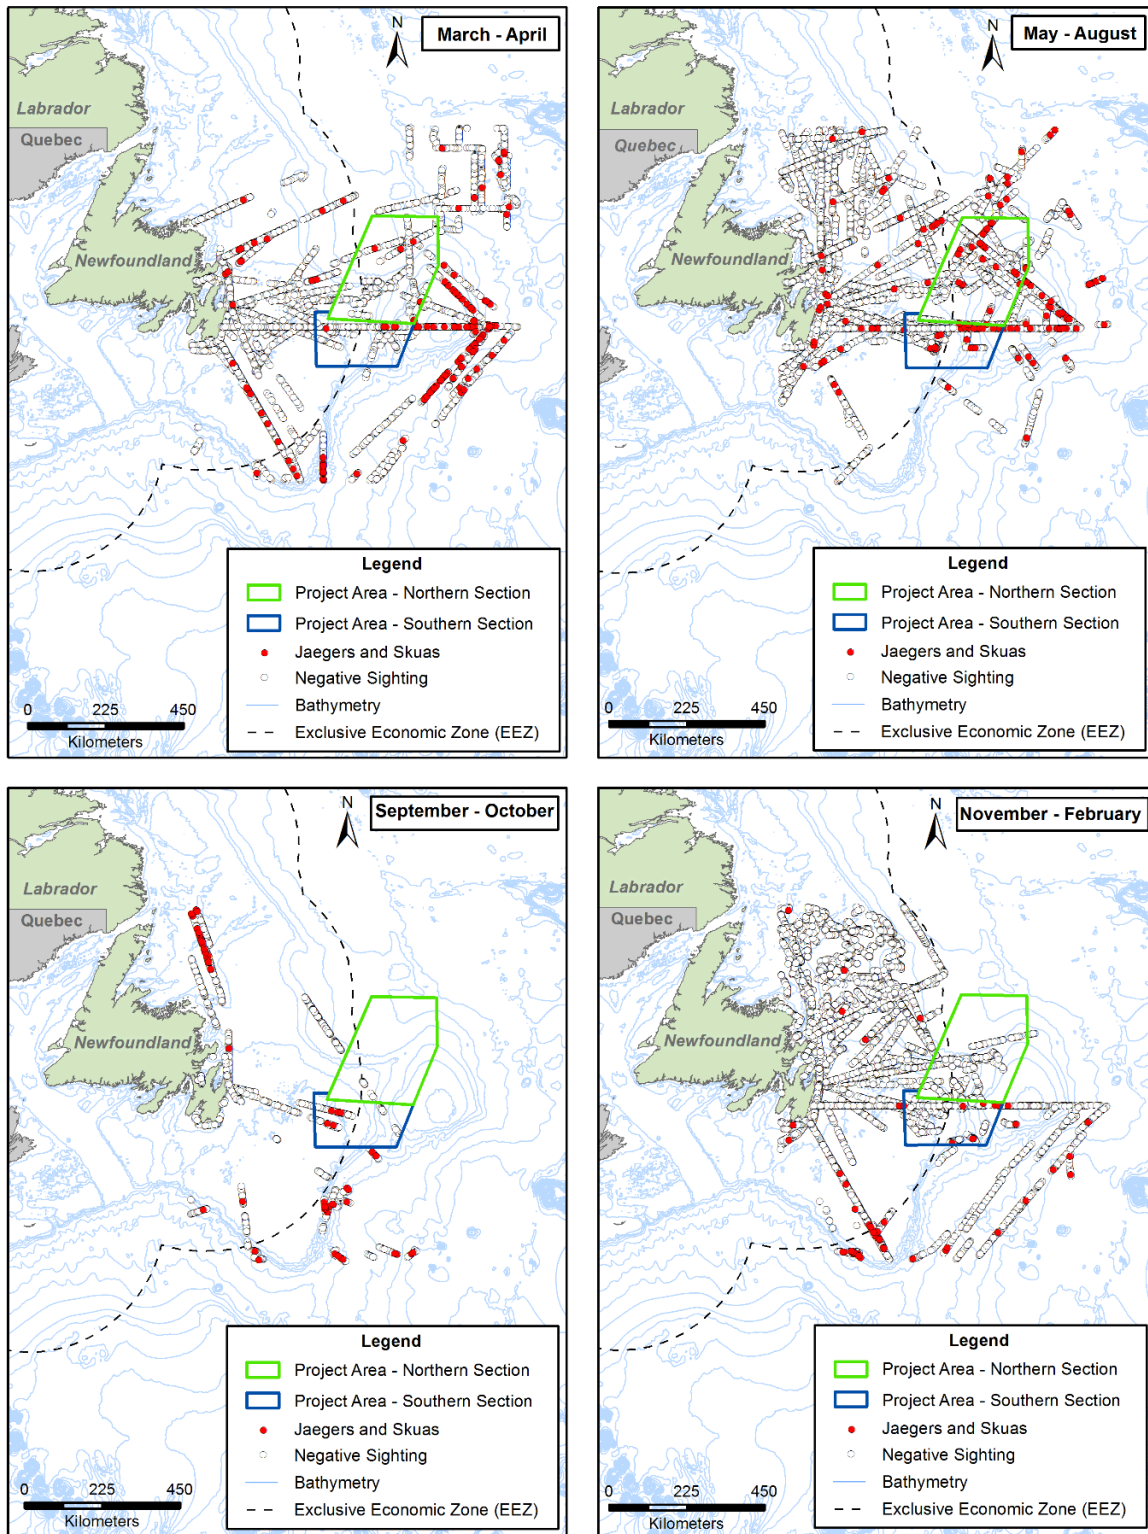 March - April
N
Labrador
Quebec
Newfoundland
Legend
Project Area - Northern Section
Project Area - Southern Section
Jaegers and Skuas
Negative Sighting
Bathymetry
Exclusive Economic Zone (EEZ)
0 225 450
Kilometers
May - August
N
Labrador
Quebec
Newfoundland
Legend
Project Area - Northern Section
Project Area - Southern Section
Jaegers and Skuas
Negative Sighting
Bathymetry
Exclusive Economic Zone (EEZ)
0 225 450
Kilometers
September - October
N
Labrador
Quebec
Newfoundland
Legend
Project Area - Northern Section
Project Area - Southern Section
Jaegers and Skuas
Negative Sighting
Bathymetry
Exclusive Economic Zone (EEZ)
0 225 450
Kilometers
November - February
N
Labrador
Quebec
Newfoundland
Legend
Project Area - Northern Section
Project Area - Southern Section
Jaegers and Skuas
Negative Sighting
Bathymetry
Exclusive Economic Zone (EEZ)
0 225 450
Kilometers